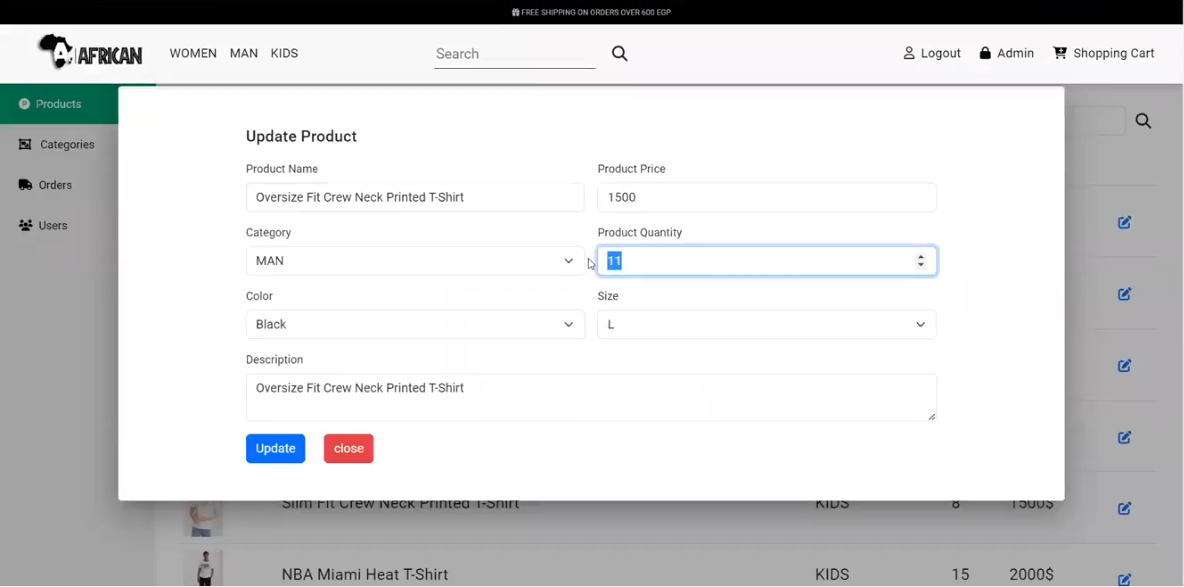 FREE SHIPPING ON ORDERS OVER 600 EGP
AFRICAN WOMEN MAN KIDS Search Logout Admin Shopping Cart
Products
Categories
Orders
Users
Update Product
Product Name Product Price
Oversize Fit Crew Neck Printed T-Shirt 1500
Category Product Quantity
MAN 11
Color Size
Black L
Description
Oversize Fit Crew Neck Printed T-Shirt
Update close
Slim Fit Crew Neck Printed T-Shirt KIDS 8 1500$
NBA Miami Heat T-Shirt KIDS 15 2000$